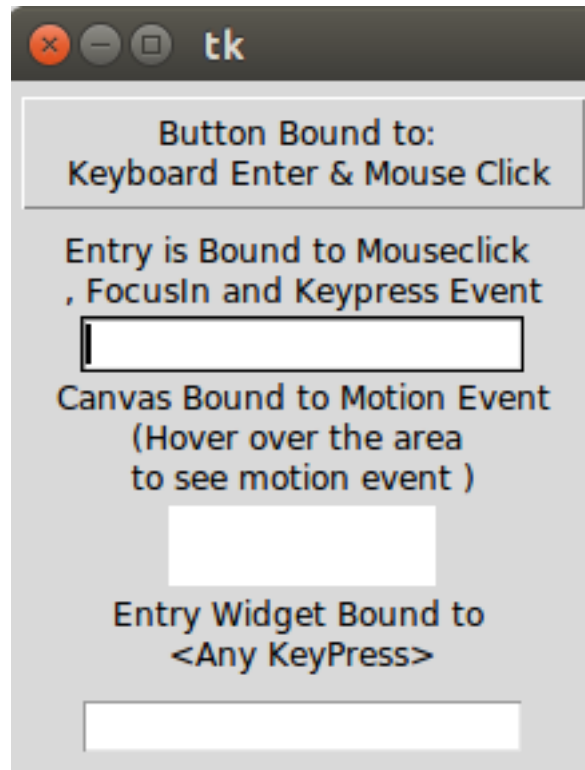 tk
Button Bound to:
Keyboard Enter & Mouse Click
Entry is Bound to Mouseclick
, FocusIn and Keypress Event
Canvas Bound to Motion Event
(Hover over the area
to see motion event )
Entry Widget Bound to
<Any KeyPress>